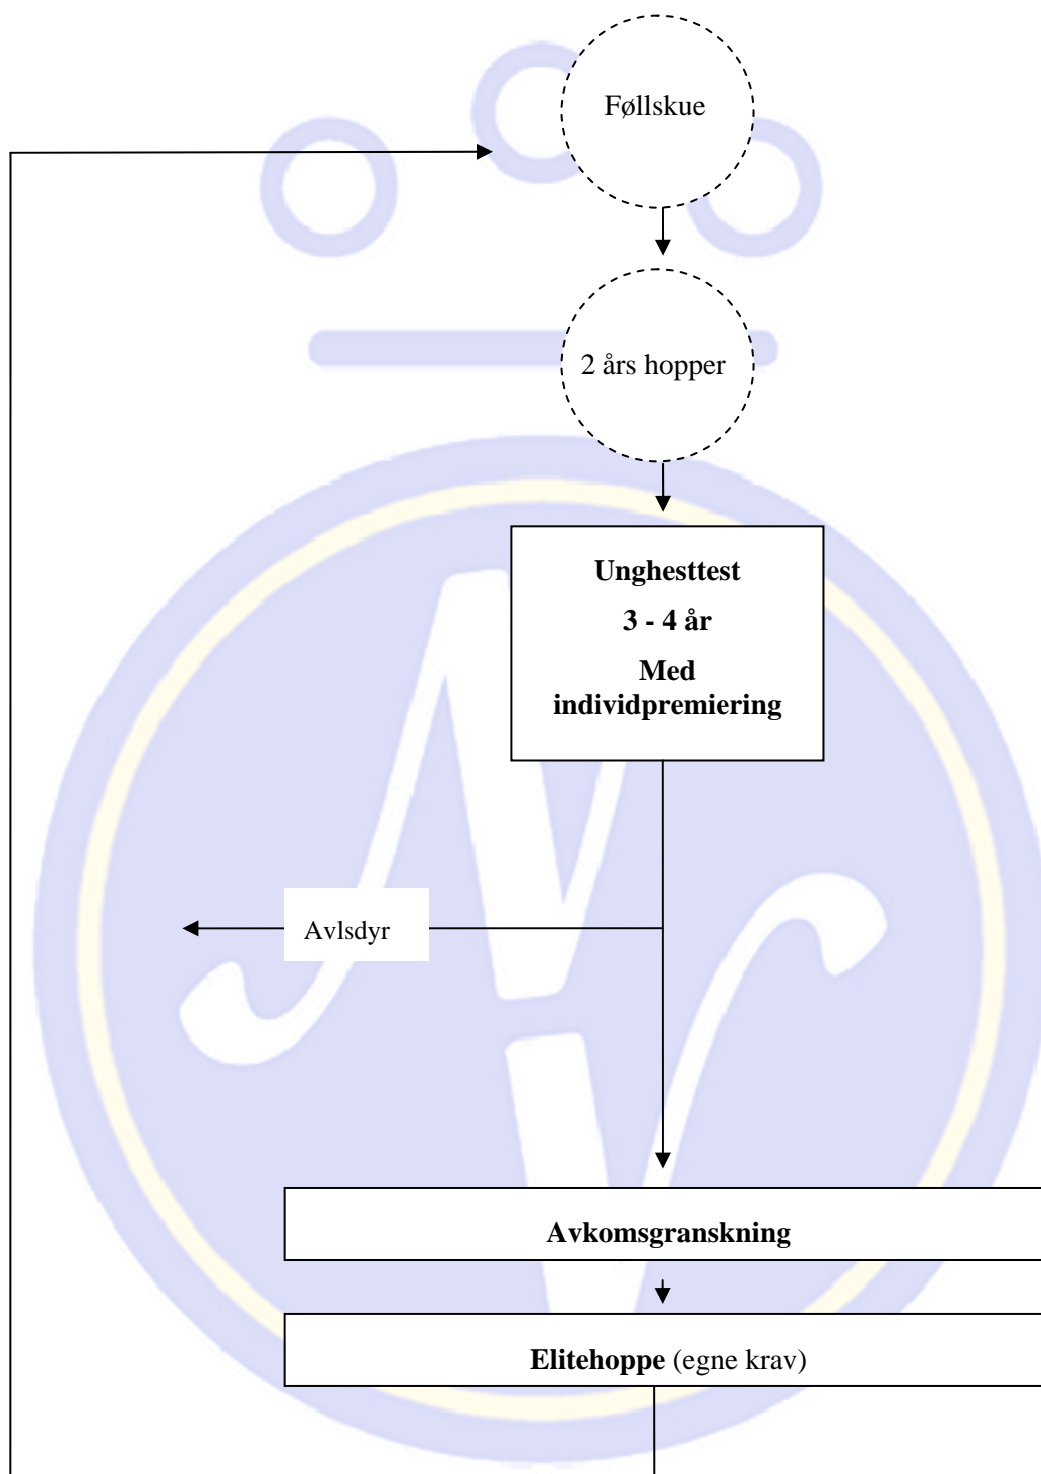 Føllskue
2 års hopper
Unghesttest
3 - 4 år
Med
individpremiering
Avlsdyr
Avkomsgranskning
Elitehoppe (egne krav)